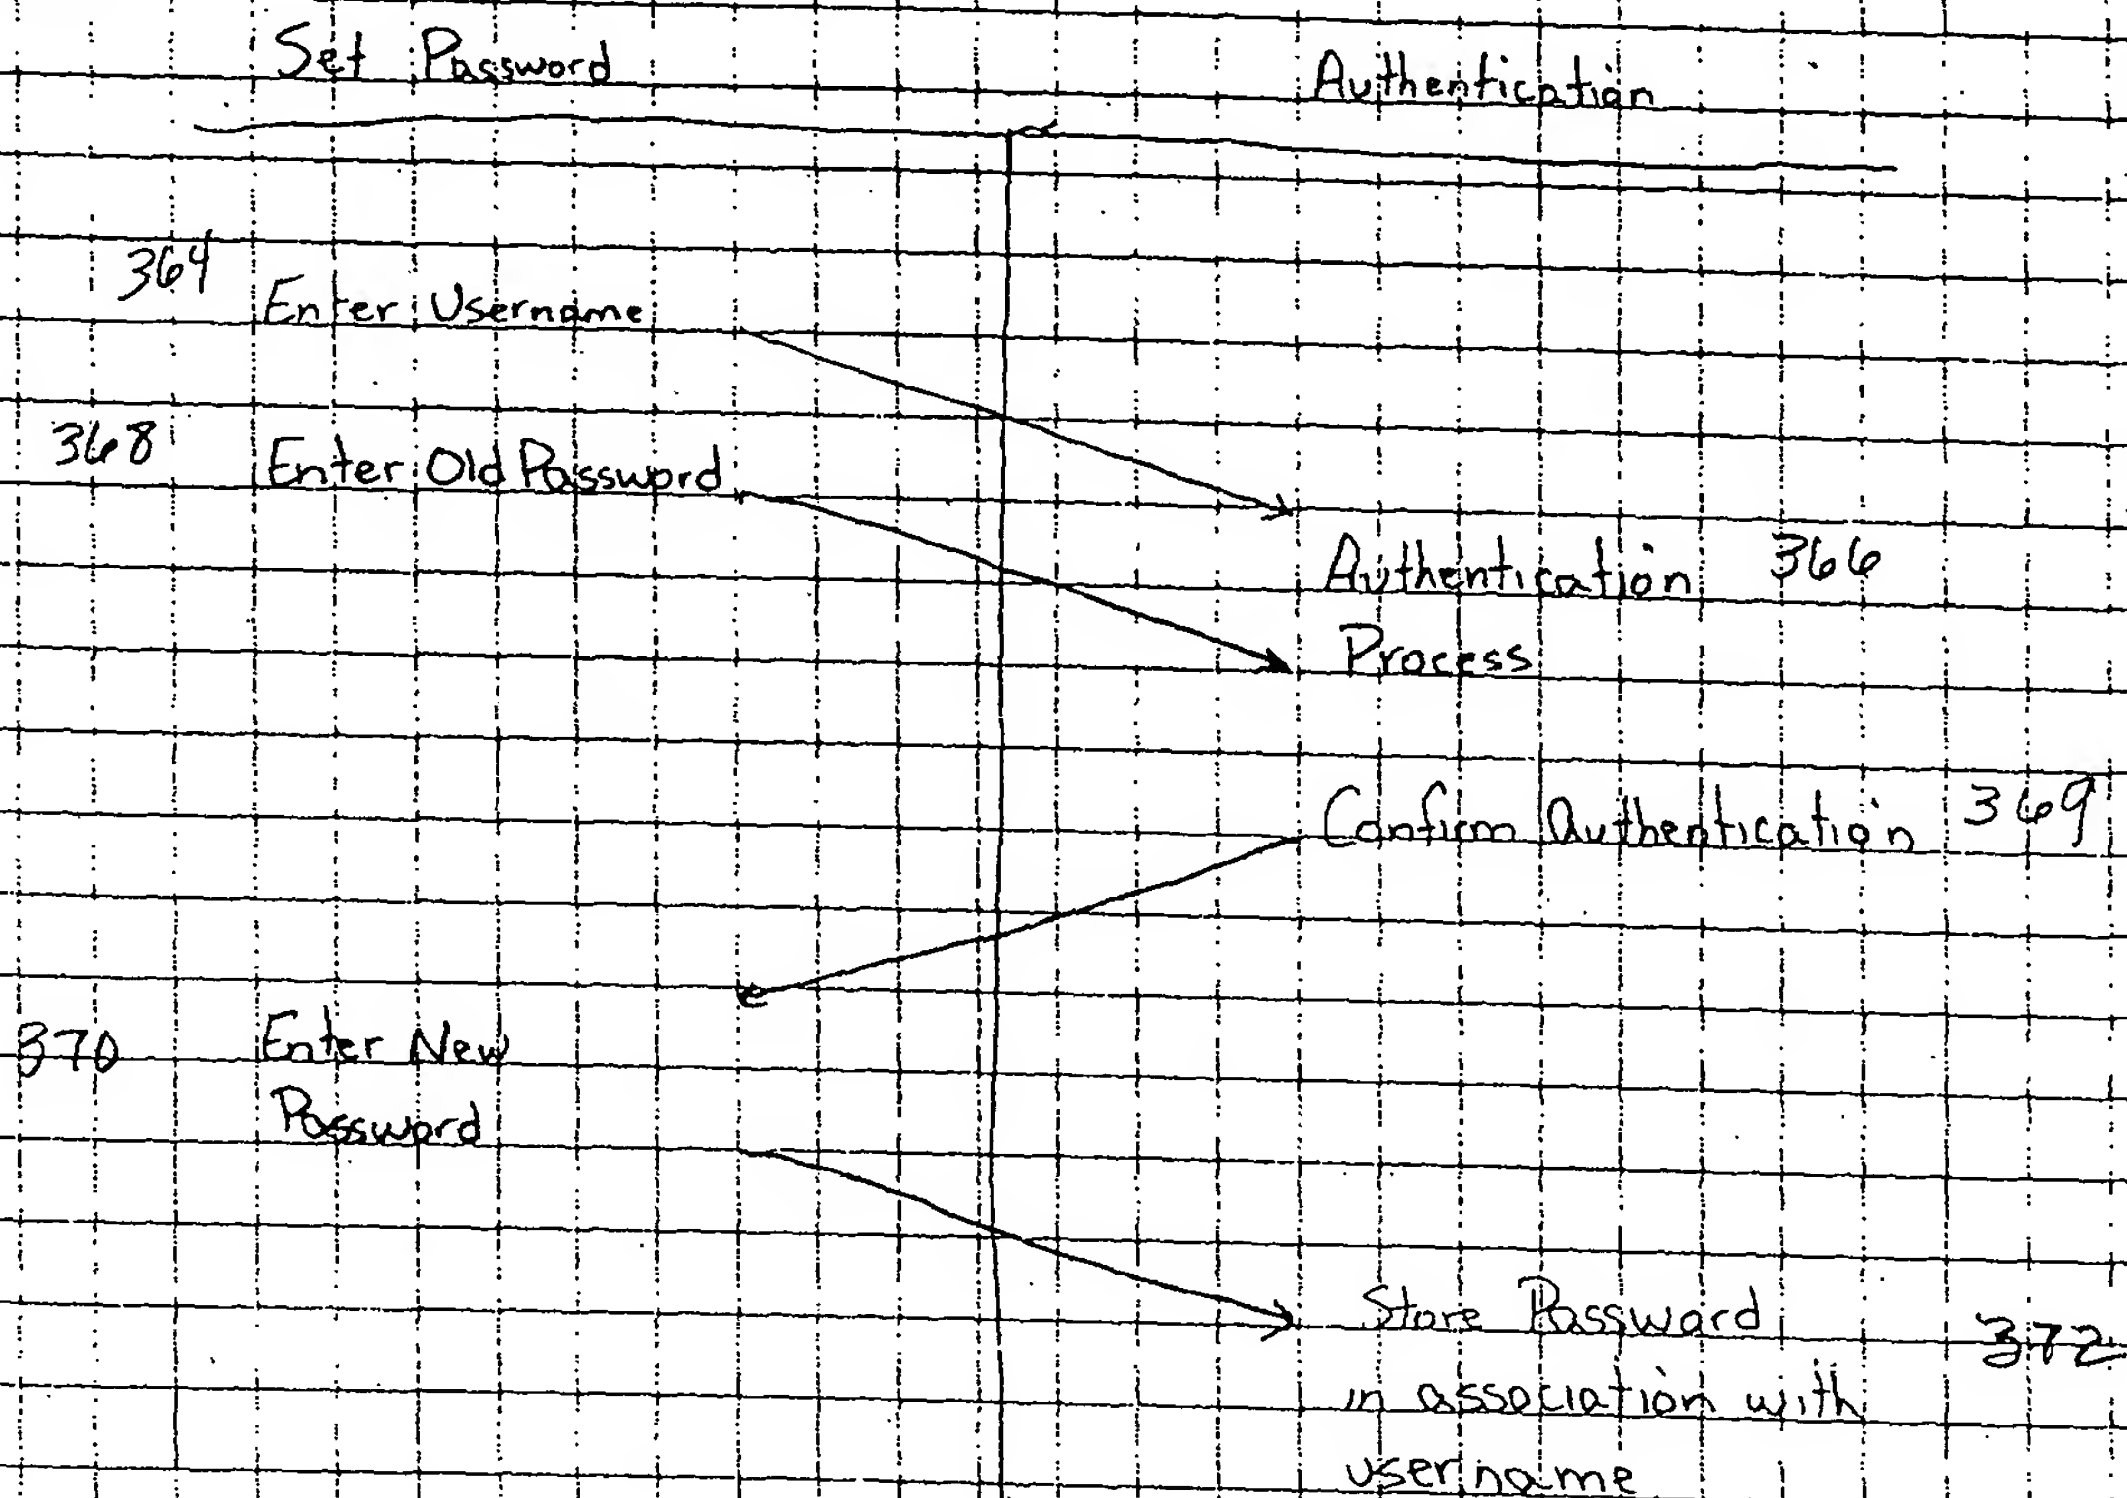 Set Password
Authentication
364 Enter Username
368 Enter Old Password
Authentication 366
Process
Confirm Authentication 369
370 Enter New
Password
Store Password
372
in association with
username